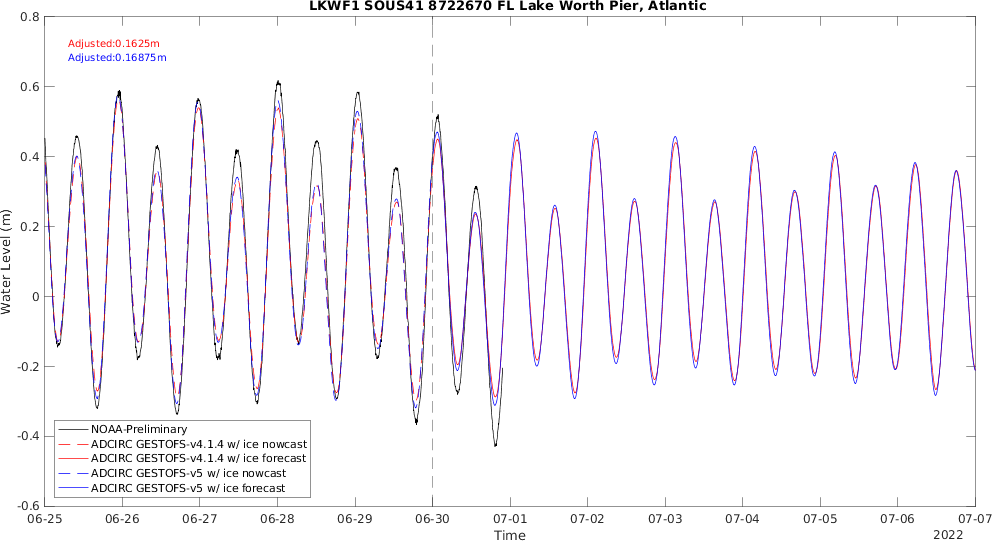 LKWF1 SOUS41 8722670 FL Lake Worth Pier, Atlantic
Adjusted:0.1625m
Adjusted:0.16875m
0.8
0.6
0.4
0.2
0
-0.2
-0.4
-0.6
Water Level (m)
NOAA-Preliminary
ADCIRC GESTOFS-v4.1.4 w/ ice nowcast
ADCIRC GESTOFS-v4.1.4 w/ ice forecast
ADCIRC GESTOFS-v5 w/ ice nowcast
ADCIRC GESTOFS-v5 w/ ice forecast
06-25 06-26 06-27 06-28 06-29 06-30 07-01 07-02 07-03 07-04 07-05 07-06 07-07
Time
2022